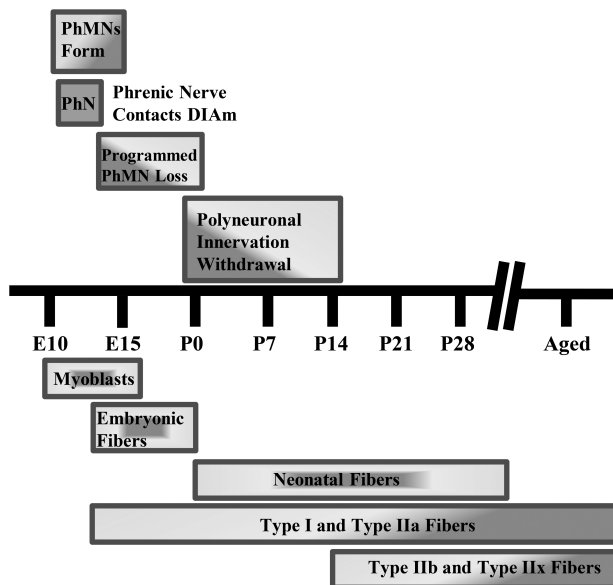 PhMNs
Form
PhN
Phrenic Nerve
Contacts DIAm
Programmed
PhMN Loss
Polyneuronal
Innervation
Withdrawal
E10 E15 P0 P7 P14 P21 P28 Aged
Myoblasts
Embryonic
Fibers
Neonatal Fibers
Type I and Type IIa Fibers
Type IIb and Type IIx Fibers